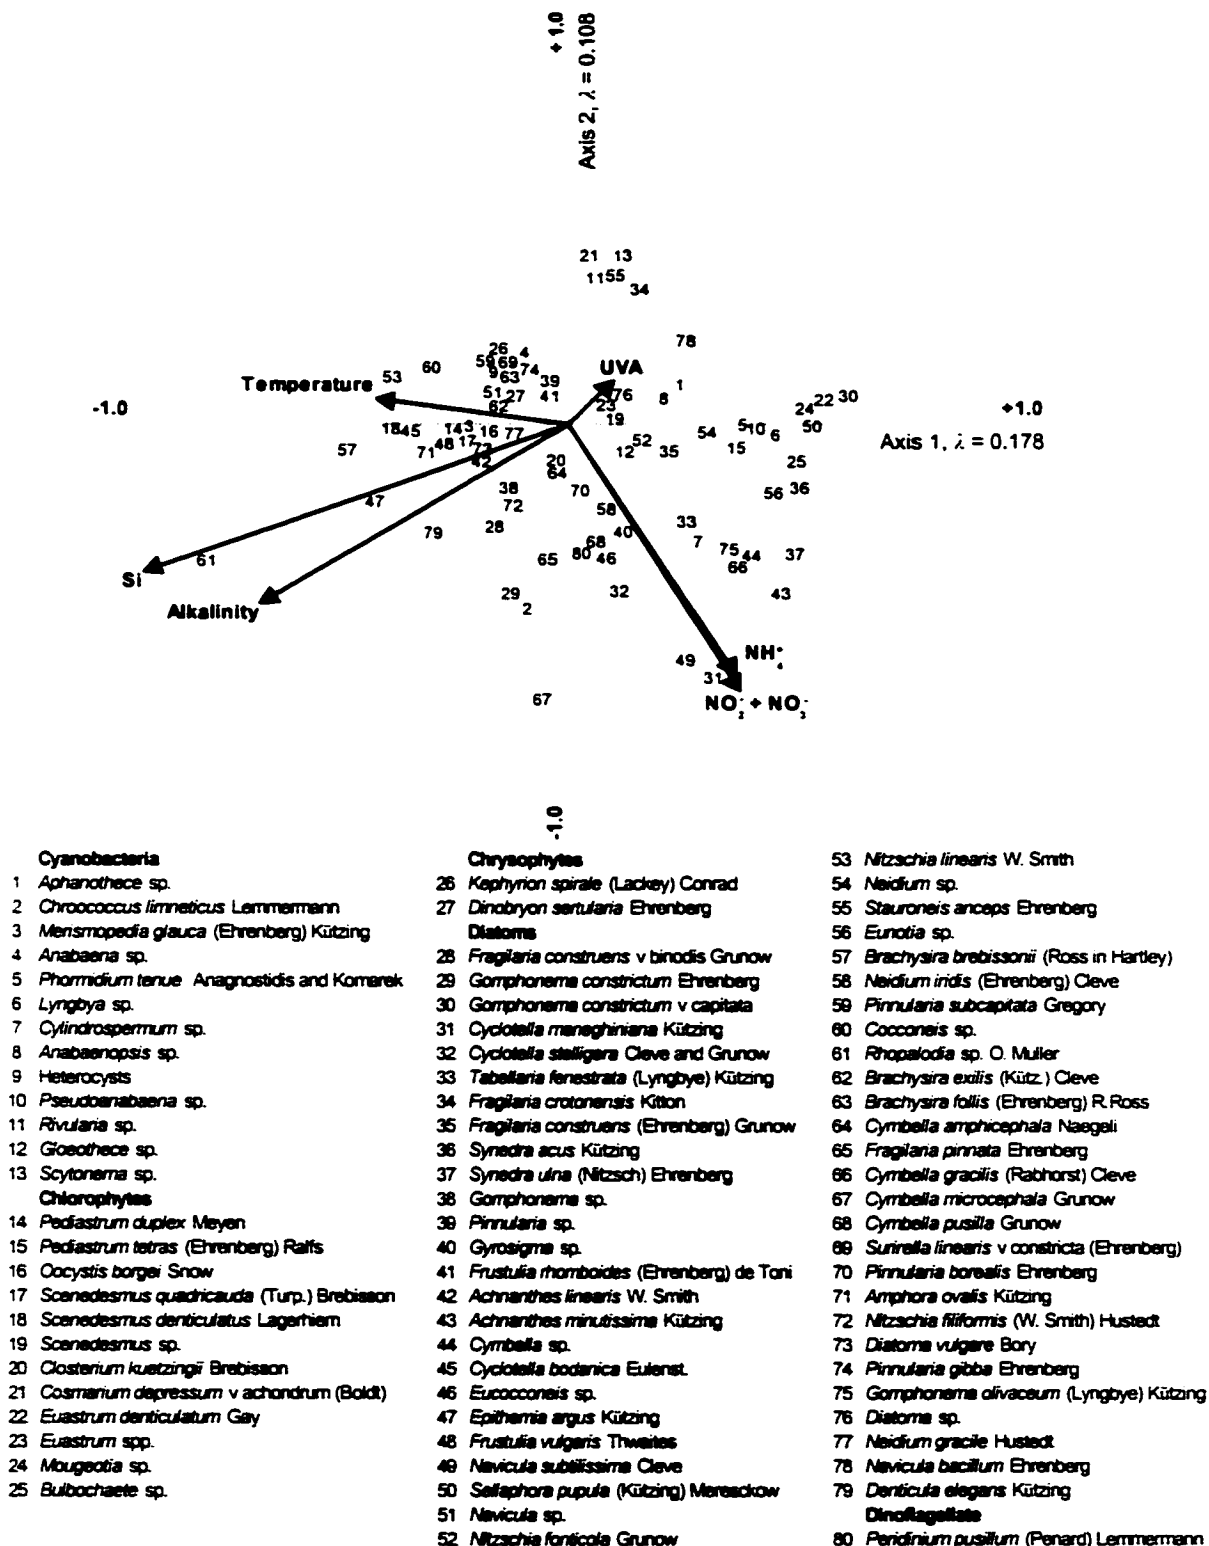 + 1.0
Axis 2, λ = 0.108
21 13
11 55
34
78
26 4
59 69
60 9 74 UVA
53 63 39 1
Temperature
51 27 41 76 8 22 30
-1.0 62 23 24 +1.0
19
18 45 14 3 16 77 54 5 10 6 50
Axis 1, λ = 0.178
57 71 48 17 73 12 52 35 15
42 20 25
64
47 38 70 56 36
72 58
79 28 40 33
7
61 65 68 80 46 75 44 66 37
Si
Alkalinity
29 2 32 43
NH₄⁺
49
31
67
NO₂⁻ + NO₃⁻
-1.0
Cyanobacteria
1 Aphanothece sp.
2 Chroococcus limneticus Lemmermann
3 Merismopedia glauca (Ehrenberg) Kützing
4 Anabaena sp.
5 Phormidium tenue Anagnostidis and Komarek
6 Lyngbya sp.
7 Cylindrospermum sp.
8 Anabaenopsis sp.
9 Heterocysts
10 Pseudoanabaena sp.
11 Rivularia sp.
12 Gloeothece sp.
13 Scytonema sp.
Chlorophytes
14 Pediastrum duplex Meyen
15 Pediastrum tetras (Ehrenberg) Ralfs
16 Oocystis borgei Snow
17 Scenedesmus quadricauda (Turp.) Brebisson
18 Scenedesmus denticulatus Lagerhiem
19 Scenedesmus sp.
20 Closterium kuetzingii Brebisson
21 Cosmarium depressum v achondrum (Boldt)
22 Euastrum denticulatum Gay
23 Euastrum spp.
24 Mougeotia sp.
25 Bulbochaete sp.
Chrysophytes
26 Kephyrion spirale (Lackey) Conrad
27 Dinobryon sertularia Ehrenberg
Diatoms
28 Fragilaria construens v binodis Grunow
29 Gomphonema constrictum Ehrenberg
30 Gomphonema constrictum v capitata
31 Cyclotella meneghiniana Kützing
32 Cyclotella stelligera Cleve and Grunow
33 Tabellaria fenestrata (Lyngbye) Kützing
34 Fragilaria crotonensis Kitton
35 Fragilaria construens (Ehrenberg) Grunow
36 Synedra acus Kützing
37 Synedra ulna (Nitzsch) Ehrenberg
38 Gomphonema sp.
39 Pinnularia sp.
40 Gyrosigma sp.
41 Frustulia rhomboides (Ehrenberg) de Toni
42 Achnanthes linearis W. Smith
43 Achnanthes minutissima Kützing
44 Cymbella sp.
45 Cyclotella bodanica Eulenst.
46 Eucocconeis sp.
47 Epithemia argus Kützing
48 Frustulia vulgaris Thwaites
49 Navicula subtilissima Cleve
50 Sellaphora pupula (Kützing) Meresckow
51 Navicula sp.
52 Nitzschia fonticola Grunow
53 Nitzschia linearis W. Smith
54 Neidium sp.
55 Stauroneis anceps Ehrenberg
56 Eunotia sp.
57 Brachysira brebissonii (Ross in Hartley)
58 Neidium iridis (Ehrenberg) Cleve
59 Pinnularia subcapitata Gregory
60 Cocconeis sp.
61 Rhopalodia sp. O. Muller
62 Brachysira exilis (Kütz.) Cleve
63 Brachysira follis (Ehrenberg) R.Ross
64 Cymbella amphicephala Naegeli
65 Fragilaria pinnata Ehrenberg
66 Cymbella gracilis (Rabhorst) Cleve
67 Cymbella microcephala Grunow
68 Cymbella pusilla Grunow
69 Surirella linearis v constricta (Ehrenberg)
70 Pinnularia borealis Ehrenberg
71 Amphora ovalis Kützing
72 Nitzschia filiformis (W. Smith) Hustedt
73 Diatoma vulgare Bory
74 Pinnularia gibba Ehrenberg
75 Gomphonema olivaceum (Lyngbye) Kützing
76 Diatoma sp.
77 Neidium gracile Hustedt
78 Navicula bacillum Ehrenberg
79 Denticula elegans Kützing
Dinoflagellate
80 Peridinium pusillum (Penard) Lemmermann